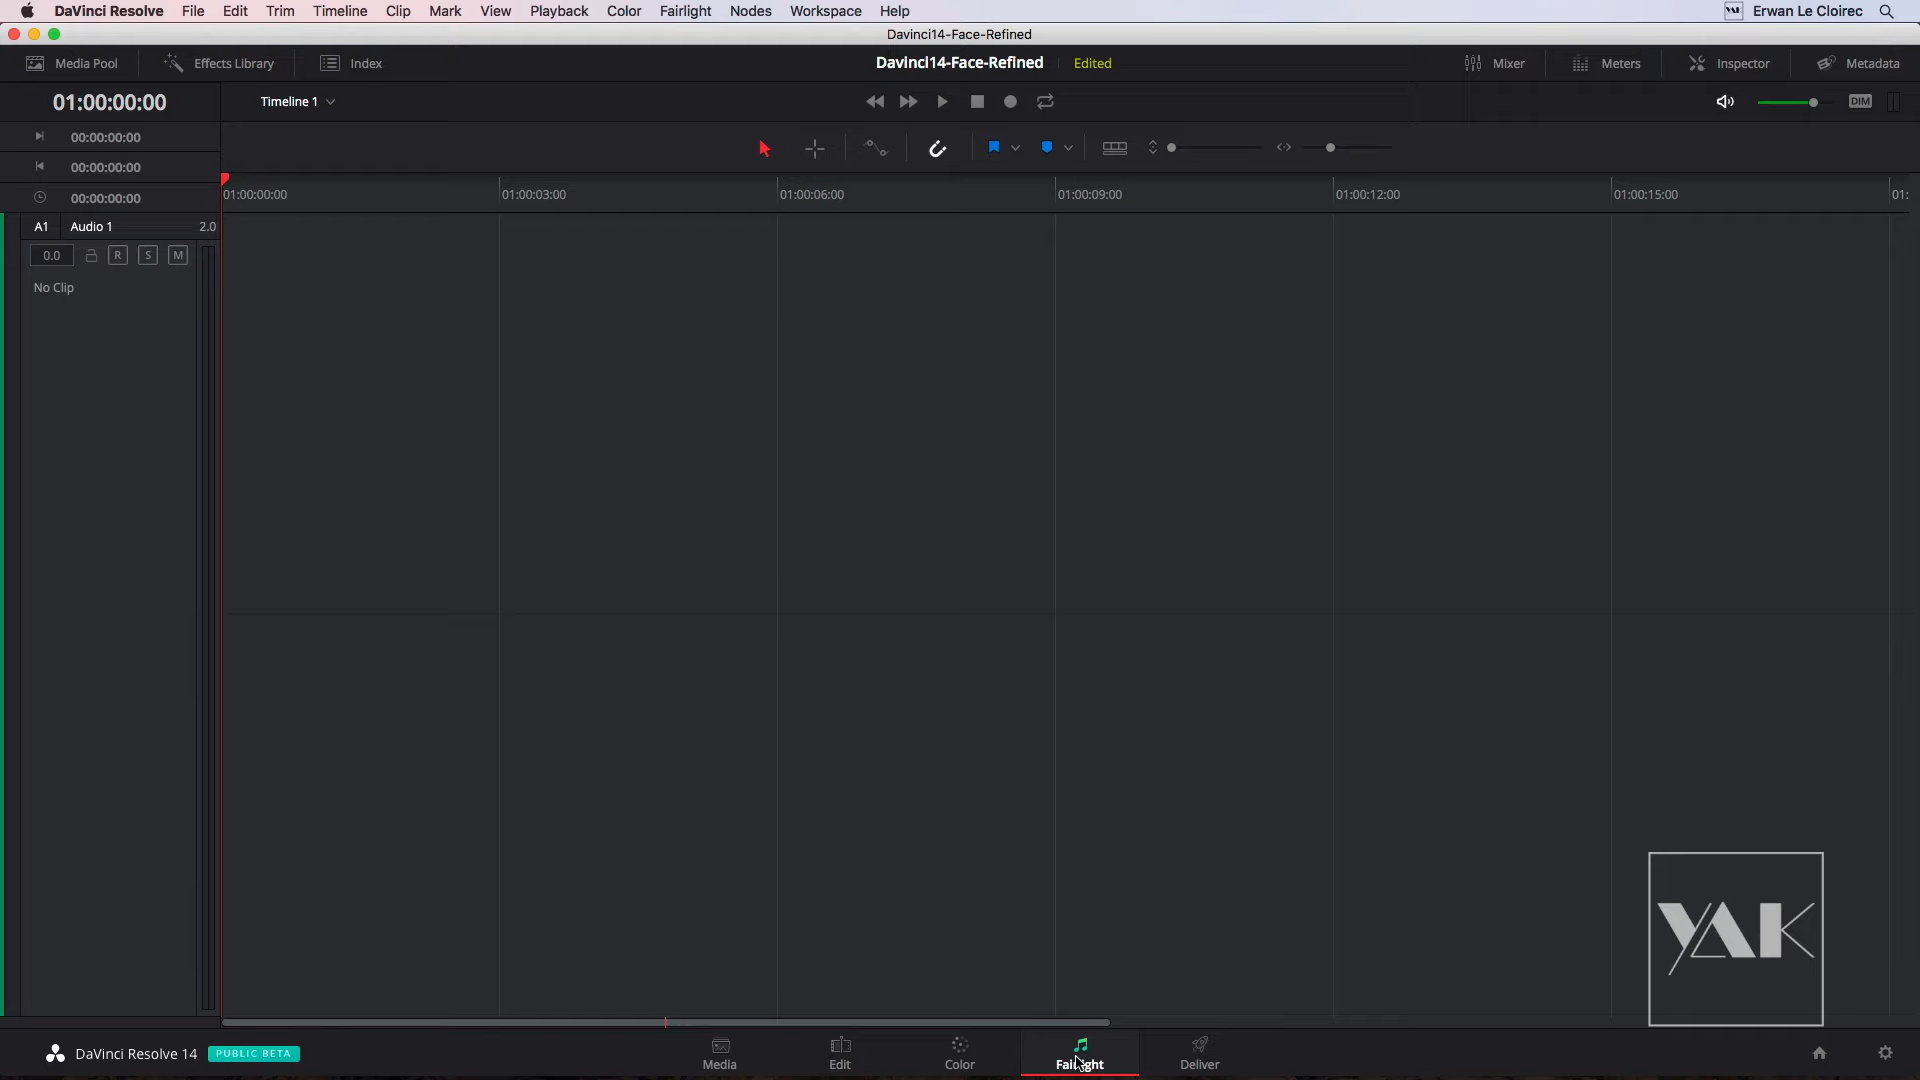 DaVinci Resolve File Edit Trim Timeline Clip Mark View Playback Color Fairlight Nodes Workspace Help YAK Erwan Le Cloirec
Davinci14-Face-Refined
Media Pool Effects Library Index Davinci14-Face-Refined Edited Mixer Meters Inspector Metadata
01:00:00:00 Timeline 1 DIM
00:00:00:00
00:00:00:00
00:00:00:00
01:00:00:00 01:00:03:00 01:00:06:00 01:00:09:00 01:00:12:00 01:00:15:00 01:
A1 Audio 1 2.0
0.0 R S M
No Clip
YAK
DaVinci Resolve 14 PUBLIC BETA Media Edit Color Fairlight Deliver